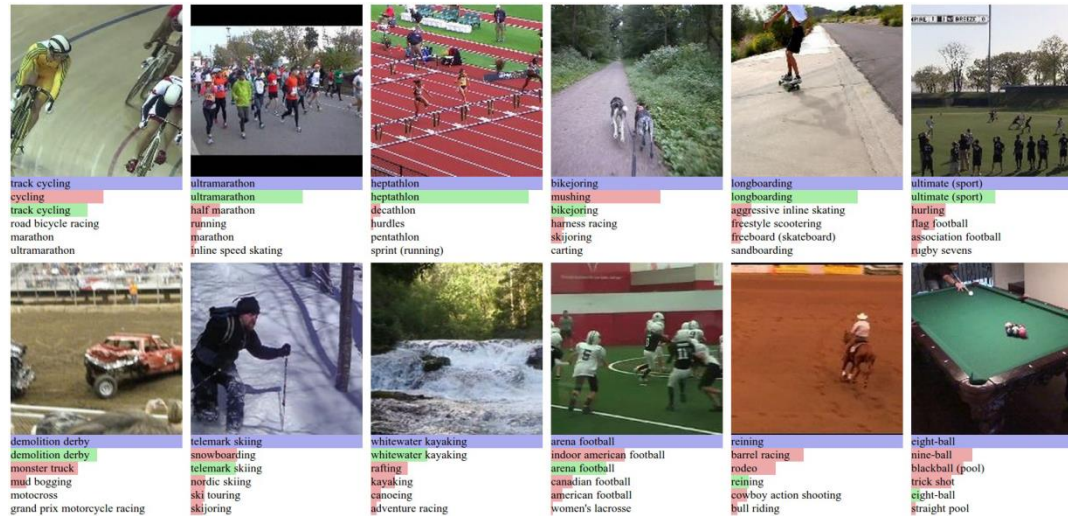 track cycling
cycling
track cycling
road bicycle racing
marathon
ultramarathon
ultramarathon
ultramarathon
half marathon
running
marathon
inline speed skating
heptathlon
heptathlon
decathlon
hurdles
pentathlon
sprint (running)
bikejoring
mushing
bikejoring
harness racing
skijoring
carting
longboarding
longboarding
aggressive inline skating
freestyle scootering
freeboard (skateboard)
sandboarding
BREEZE 0
ultimate (sport)
ultimate (sport)
hurling
flag football
association football
rugby sevens
demolition derby
demolition derby
monster truck
mud bogging
motocross
grand prix motorcycle racing
telemark skiing
snowboarding
telemark skiing
nordic skiing
ski touring
skijoring
whitewater kayaking
whitewater kayaking
rafting
kayaking
canoeing
adventure racing
5
11
arena football
indoor american football
arena football
canadian football
american football
women's lacrosse
reining
barrel racing
rodeo
reining
cowboy action shooting
bull riding
eight-ball
nine-ball
blackball (pool)
trick shot
eight-ball
straight pool